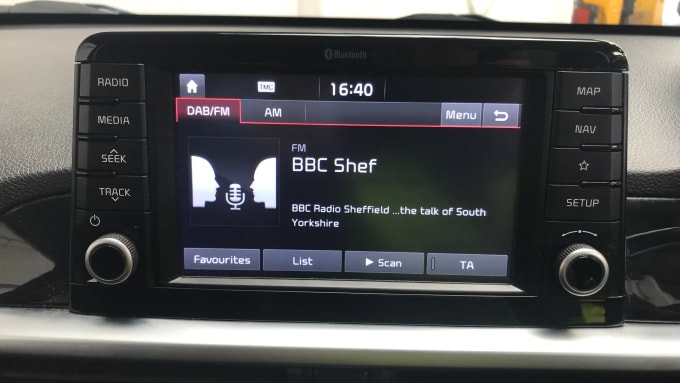 Bluetooth
RADIO
MEDIA
SEEK
TRACK
TMC
16:40
DAB/FM
AM
Menu
FM
BBC Shef
BBC Radio Sheffield ...the talk of South
Yorkshire
Favourites
List
Scan
TA
MAP
NAV
SETUP